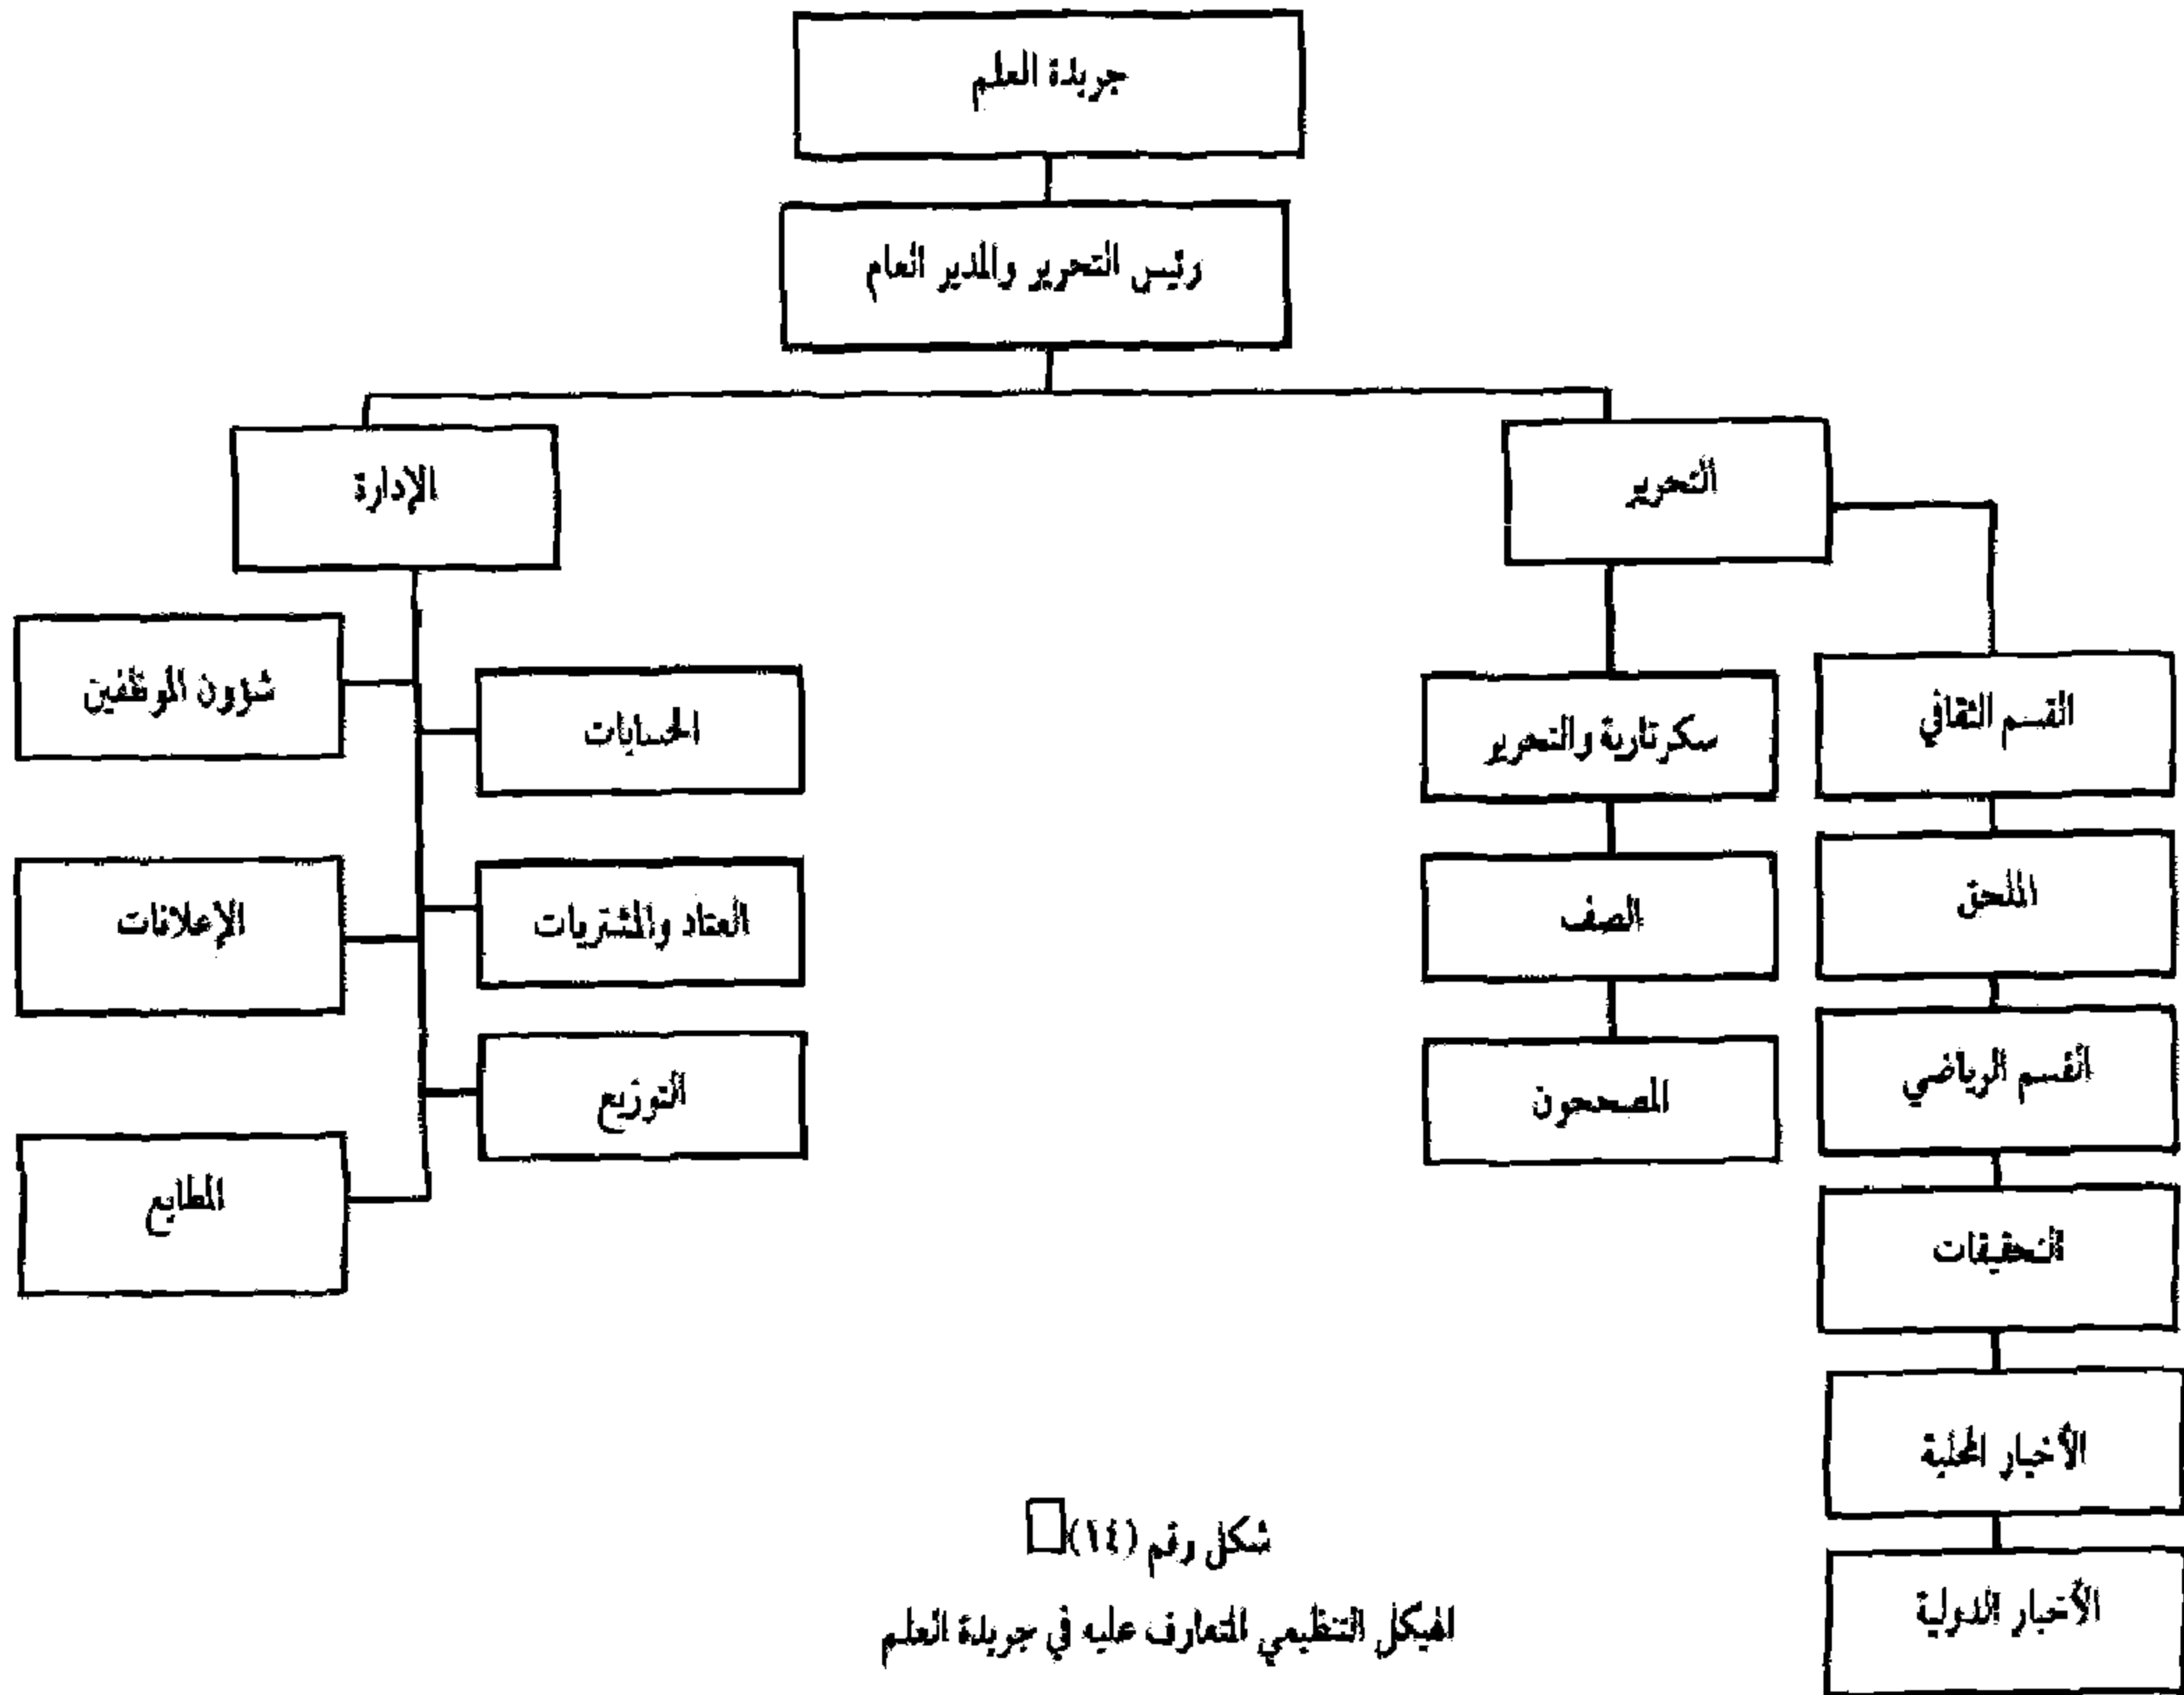 جريدة العلم
رئيس التحرير والمدير العام
التحرير
الإدارة
القسم الثقافي
الملحق
القسم الرياضي
التحقيقات
الأخبار المحلية
الأخبار الدولية
سكرتارية والتحرير
الصف
المصححون
الحسابات
العتاد والمشتريات
التوزيع
شؤون الموظفين
الإعلانات
المطابع
شكل رقم (١٤)
الهيكل التنظيمي المتعارف عليه في جريدة العلم